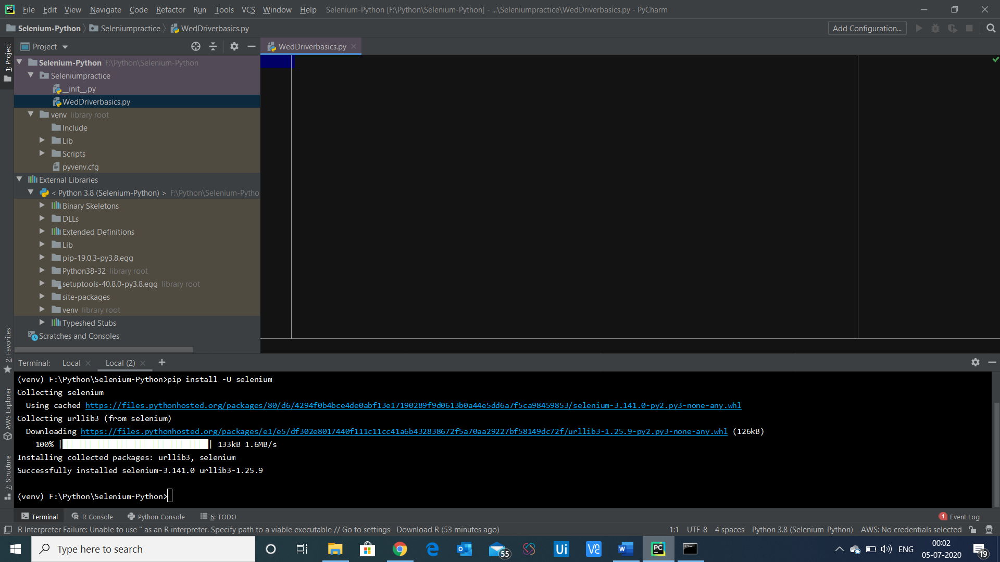 File Edit View Navigate Code Refactor Run Tools VCS Window Help Selenium-Python [F:\Python\Selenium-Python] - ...\Seleniumpractice\WedDriverbasics.py - PyCharm
Selenium-Python Seleniumpractice WedDriverbasics.py Add Configuration...
1: Project
Project
WedDriverbasics.py
Selenium-Python F:\Python\Selenium-Python
Seleniumpractice
__init__.py
WedDriverbasics.py
venv library root
Include
Lib
Scripts
pyvenv.cfg
External Libraries
< Python 3.8 (Selenium-Python) > F:\Python\Selenium-Pytho
Binary Skeletons
DLLs
Extended Definitions
Lib
pip-19.0.3-py3.8.egg
Python38-32 library root
setuptools-40.8.0-py3.8.egg library root
site-packages
venv library root
Typeshed Stubs
Scratches and Consoles
2: Favorites
AWS Explorer
7: Structure
Terminal: Local Local (2)
(venv) F:\Python\Selenium-Python>pip install -U selenium
Collecting selenium
Using cached https://files.pythonhosted.org/packages/80/d6/4294f0b4bce4de0abf13e17190289f9d0613b0a44e5dd6a7f5ca98459853/selenium-3.141.0-py2.py3-none-any.whl
Collecting urllib3 (from selenium)
Downloading https://files.pythonhosted.org/packages/e1/e5/df302e8017440f111c11cc41a6b432838672f5a70aa29227bf58149dc72f/urllib3-1.25.9-py2.py3-none-any.whl (126kB)
100% | | 133kB 1.6MB/s
Installing collected packages: urllib3, selenium
Successfully installed selenium-3.141.0 urllib3-1.25.9
(venv) F:\Python\Selenium-Python>
Terminal R Console Python Console 6: TODO 1 Event Log
R Interpreter Failure: Unable to use '' as an R interpreter. Specify path to a viable executable // Go to settings Download R (53 minutes ago) 1:1 UTF-8 4 spaces Python 3.8 (Selenium-Python) AWS: No credentials selected
Type here to search 55 Ui W PC ENG 00:02
05-07-2020 19